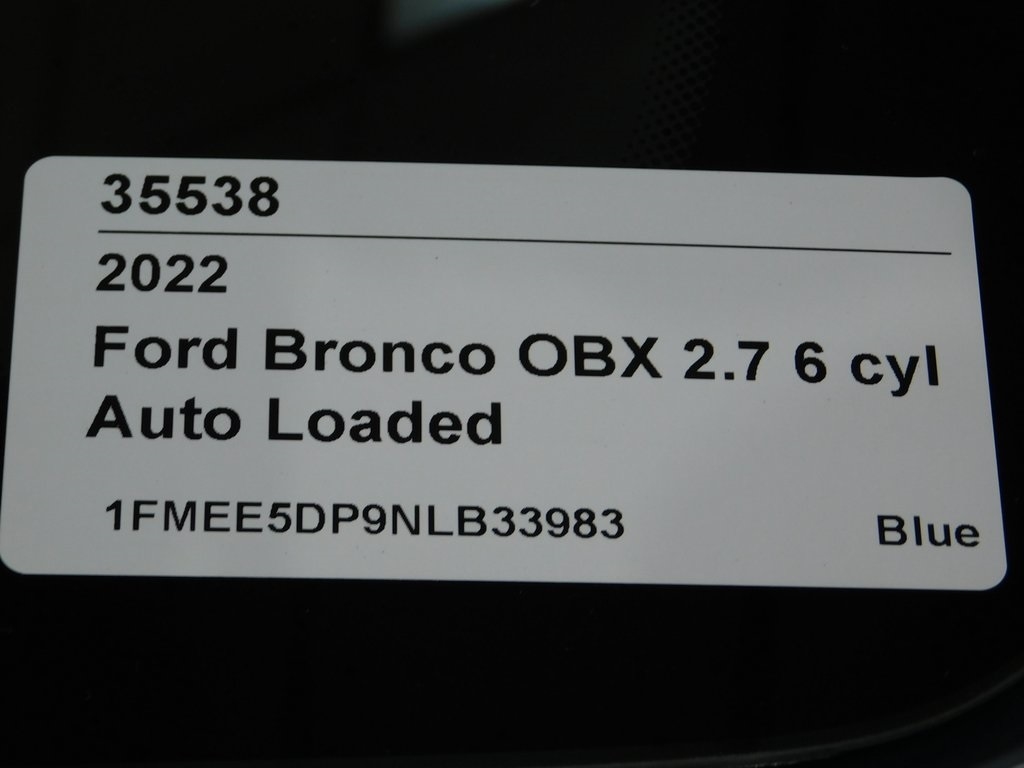 35538
2022
Ford Bronco OBX 2.7 6 cyl
Auto Loaded
1FMEE5DP9NLB33983 Blue